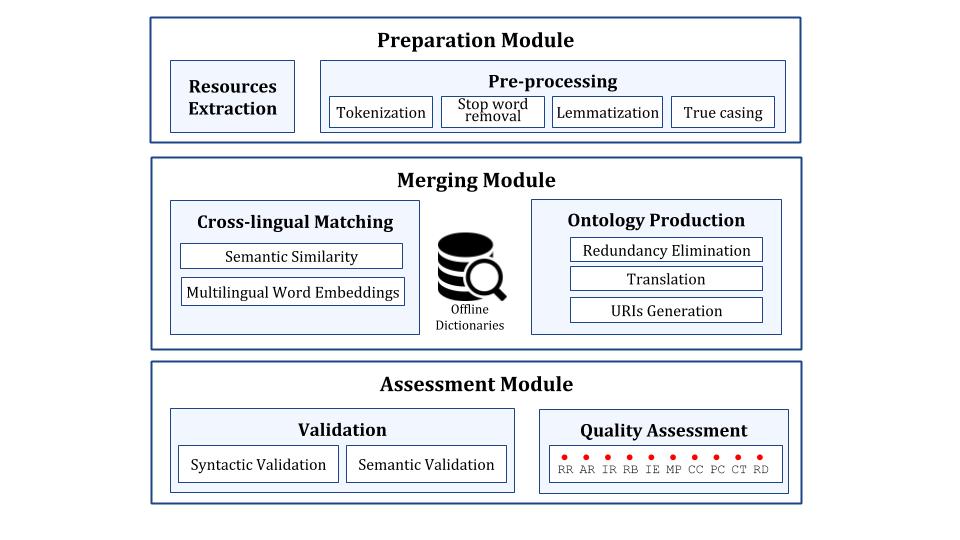 Preparation Module
Resources
Extraction
Pre-processing
Tokenization
Stop word
removal
Lemmatization
True casing
Merging Module
Cross-lingual Matching
Semantic Similarity
Multilingual Word Embeddings
Offline
Dictionaries
Ontology Production
Redundancy Elimination
Translation
URIs Generation
Assessment Module
Validation
Syntactic Validation
Semantic Validation
Quality Assessment
RR AR IR RB IE MP CC PC CT RD